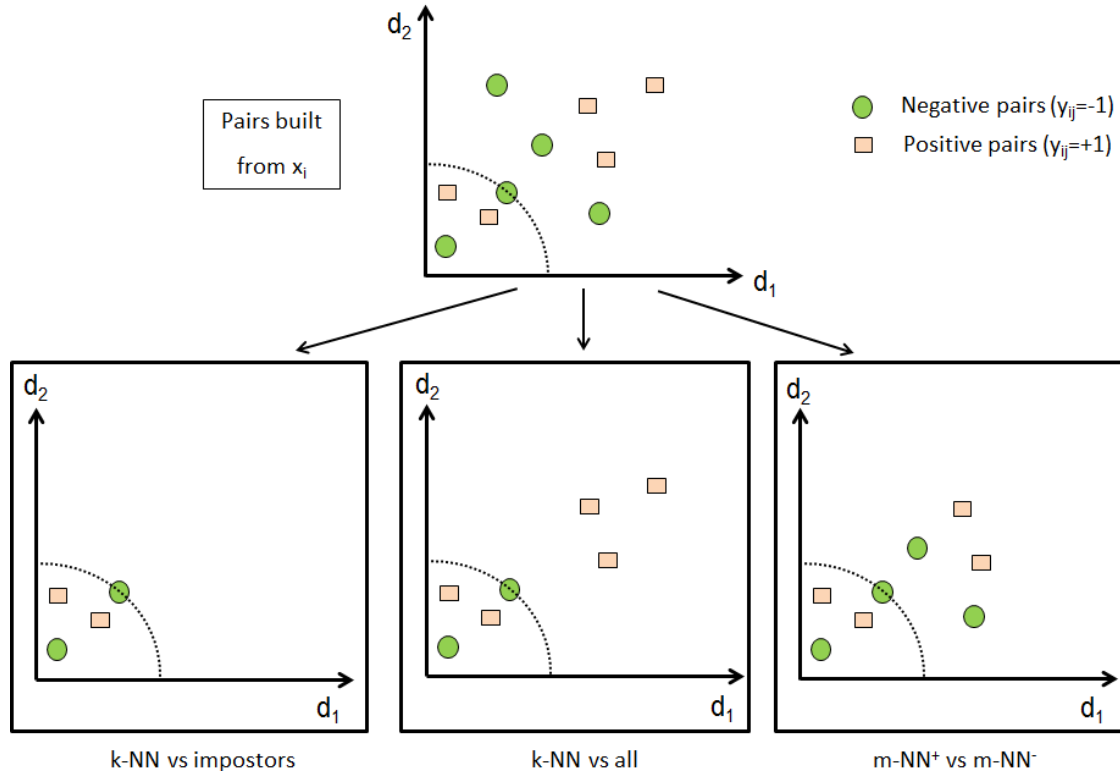 d₂
Pairs built
from xᵢ
Negative pairs (yᵢⱼ=-1)
Positive pairs (yᵢⱼ=+1)
d₁
d₂
d₁
d₂
d₁
d₂
d₁
k-NN vs impostors
k-NN vs all
m-NN⁺ vs m-NN⁻